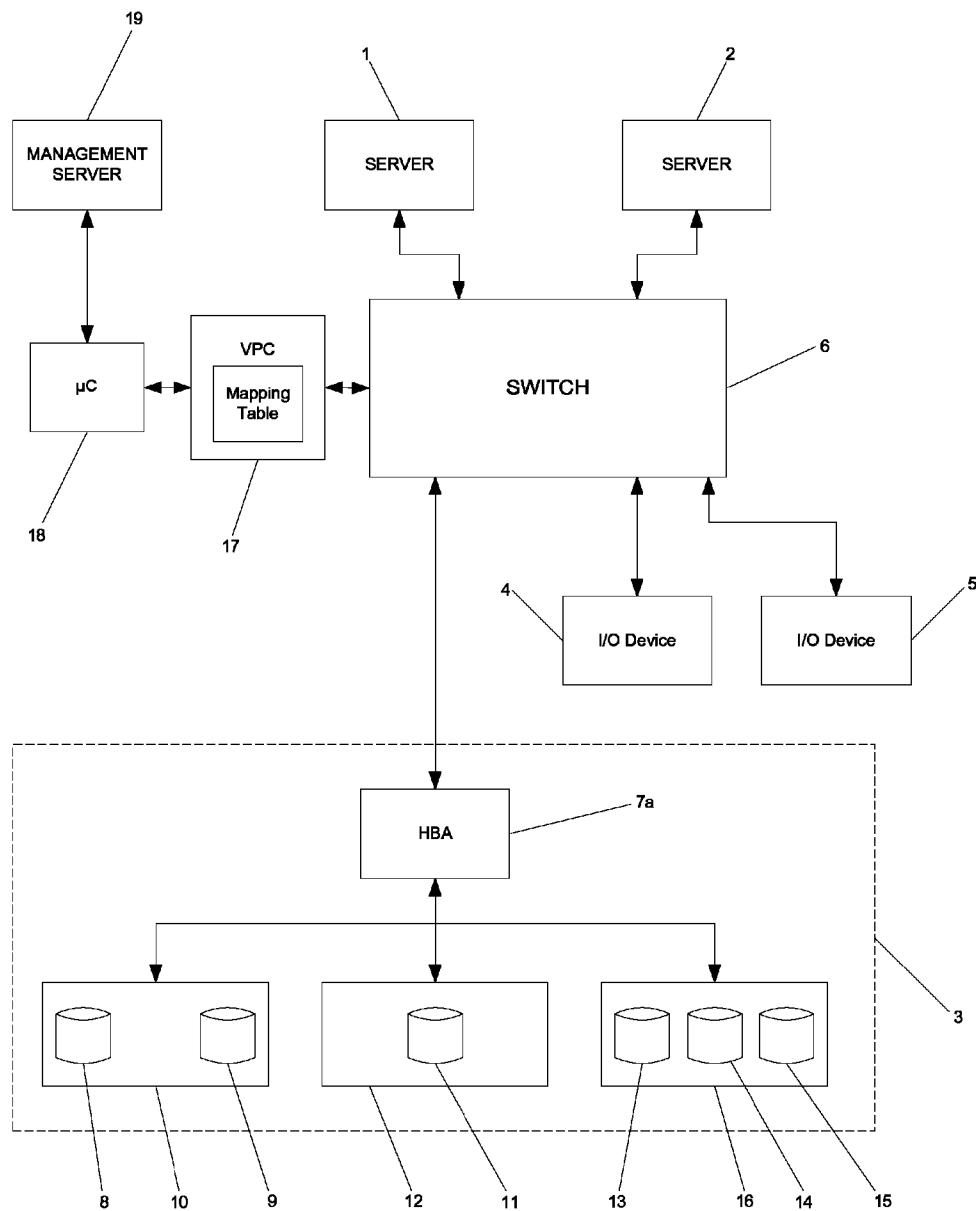 19
1
2
MANAGEMENT
SERVER
SERVER
SERVER
VPC
Mapping
Table
µC
SWITCH
6
18
17
4
5
I/O Device
I/O Device
7a
HBA
3
8
10
9
12
11
13
16
14
15